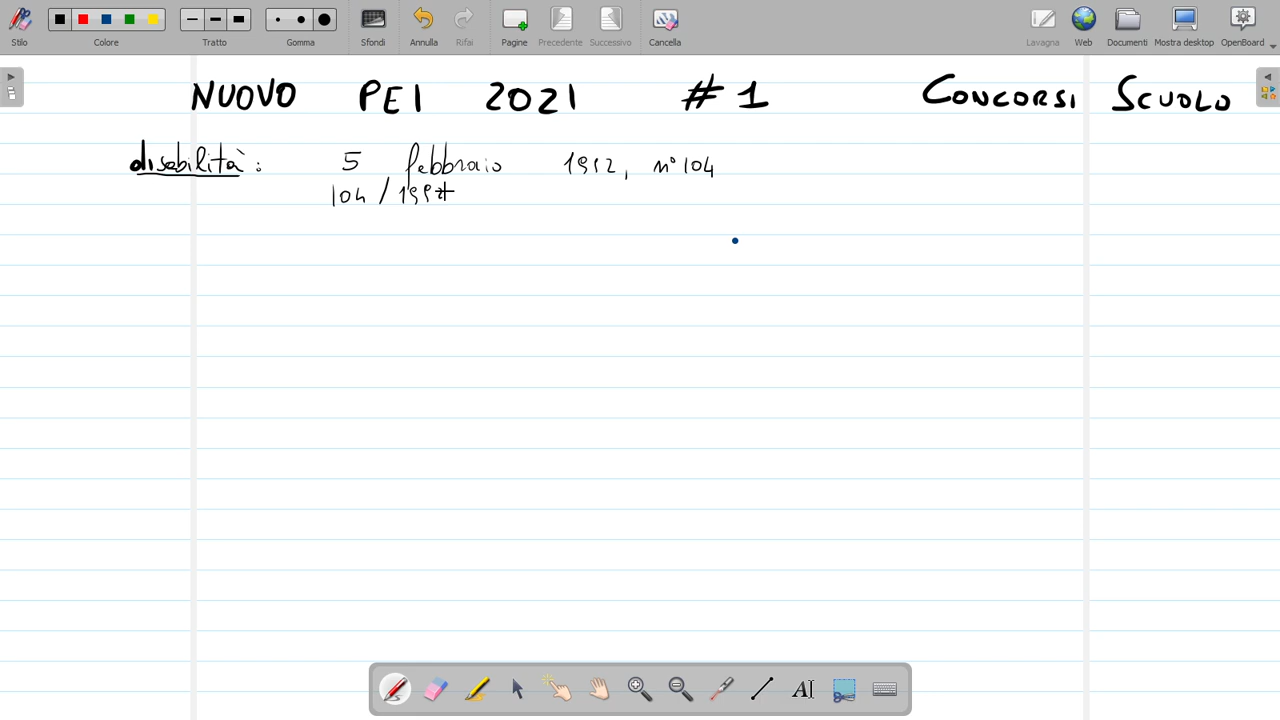 Stilo Colore Tratto Gomma Sfondi Annulla Rifai Pagine Precedente Successivo Cancella Lavagna Web Documenti Mostra desktop OpenBoard
NUOVO PEI 2021 # 1 CONCORSI SCUOLA
disabilità: 5 febbraio 1992, n° 104
104 / 1992